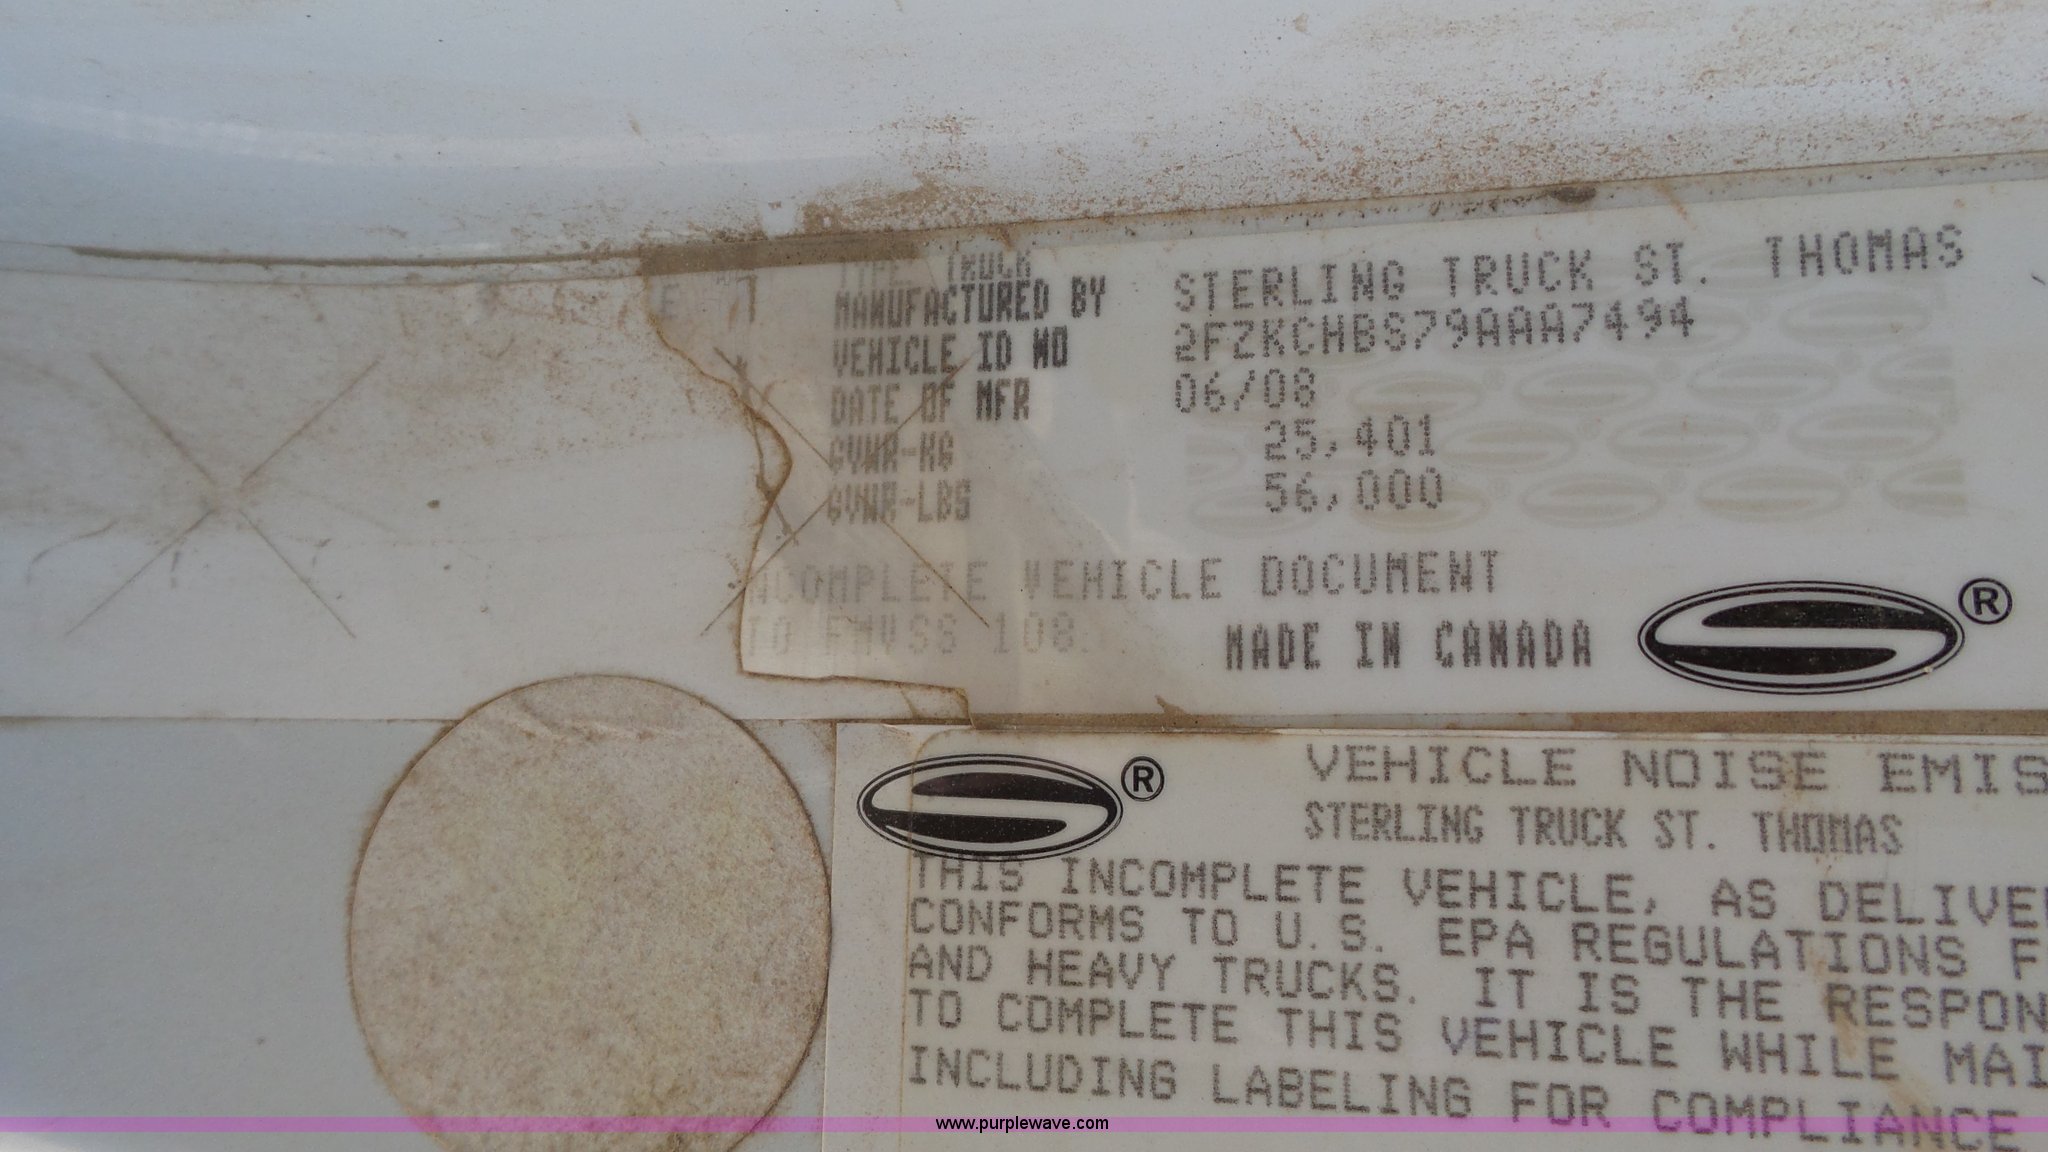 TYPE TRUCK
MANUFACTURED BY STERLING TRUCK ST. THOMAS
VEHICLE ID NO 2FZKCHBS79AAA7494
DATE OF MFR 06/08
GVWR-KG 25,401
GVWR-LBS 56,000
NCOMPLETE VEHICLE DOCUMENT
TO FMVSS 108.
MADE IN CANADA
®
®
VEHICLE NOISE EMIS
STERLING TRUCK ST. THOMAS
THIS INCOMPLETE VEHICLE, AS DELIVE
CONFORMS TO U.S. EPA REGULATIONS F
AND HEAVY TRUCKS. IT IS THE RESPON
TO COMPLETE THIS VEHICLE WHILE MAI
INCLUDING LABELING FOR COMPLIANCE
www.purplewave.com